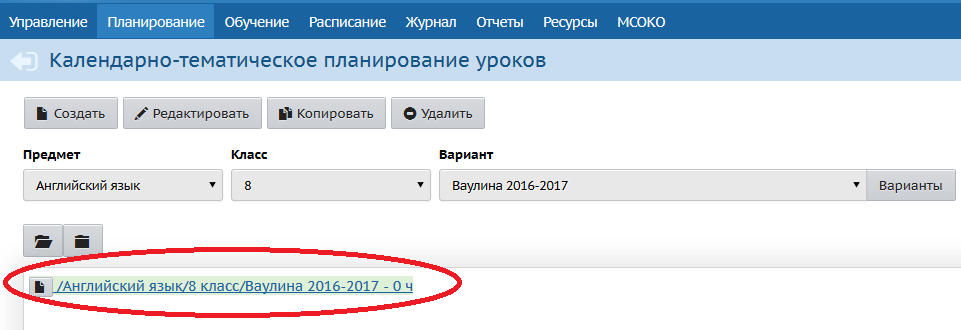 Управление Планирование Обучение Расписание Журнал Отчеты Ресурсы МСОКО
Календарно-тематическое планирование уроков
Создать Редактировать Копировать Удалить
Предмет Класс Вариант
Английский язык 8 Ваулина 2016-2017 Варианты
/Английский язык/8 класс/Ваулина 2016-2017 - 0 ч